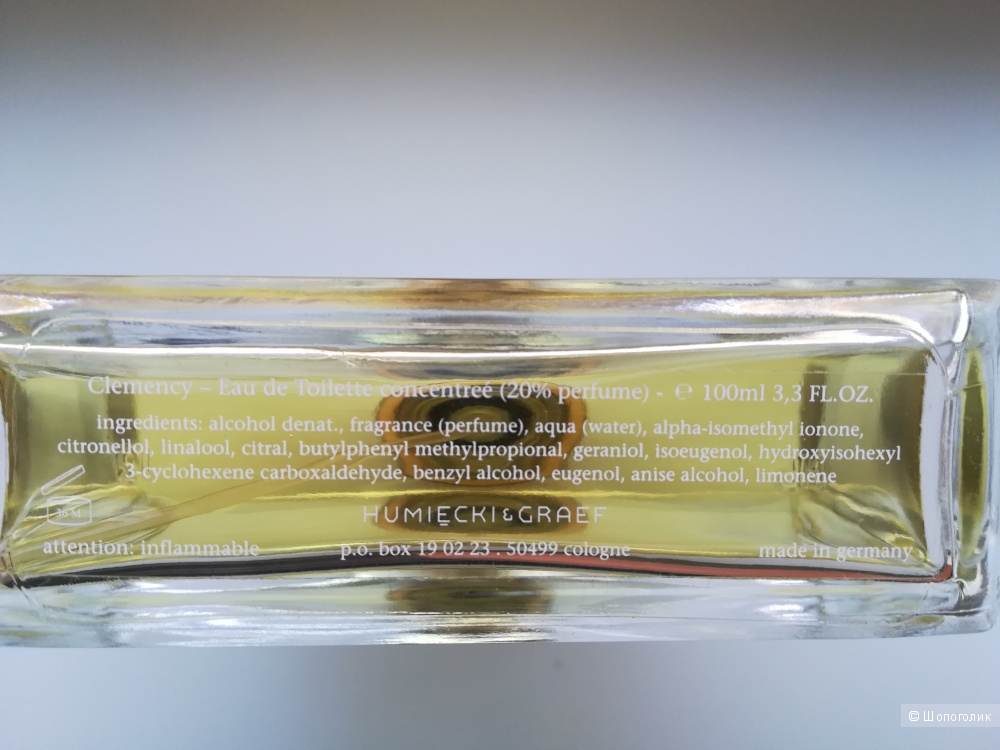 Clemency – Eau de Toilette concentreé (20% perfume) - ℮ 100ml 3,3 FL.OZ.
ingredients: alcohol denat., fragrance (perfume), aqua (water), alpha-isomethyl ionone,
citronellol, linalool, citral, butylphenyl methylpropional, geraniol, isoeugenol, hydroxyisohexyl
3-cyclohexene carboxaldehyde, benzyl alcohol, eugenol, anise alcohol, limonene
36 M
HUMIĘCKI & GRAEF
attention: inflammable p.o. box 19 02 23 . 50499 cologne made in germany
© Шопоголик